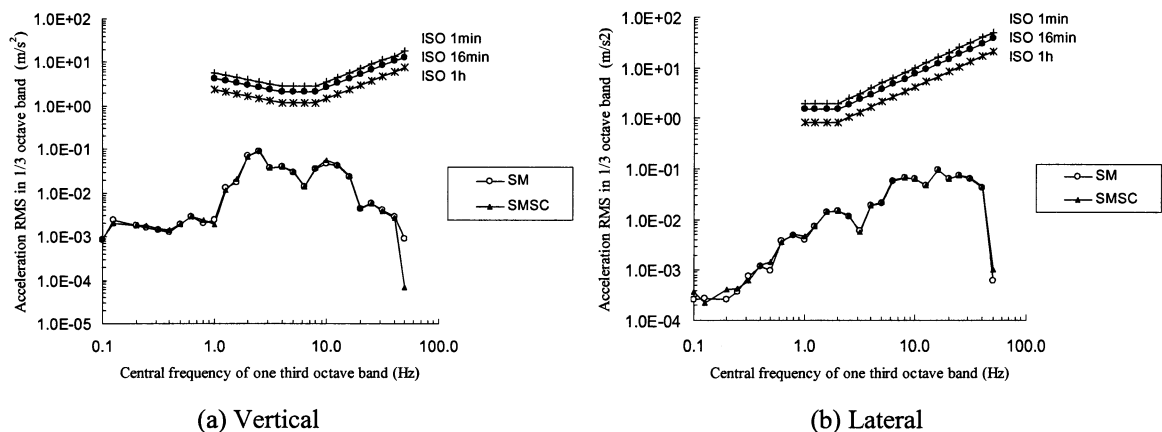 1.0E+03
1.0E+02
1.0E+01
1.0E+00
1.0E-01
1.0E-02
1.0E-03
1.0E-04
1.0E-05
Acceleration RMS in 1/3 octave band (m/s²)
ISO 1min
ISO 16min
ISO 1h
SM
SMSC
0.1
1.0
10.0
100.0
Central frequency of one third octave band (Hz)
(a) Vertical
1.0E+02
1.0E+01
1.0E+00
1.0E-01
1.0E-02
1.0E-03
1.0E-04
Acceleration RMS in 1/3 octave band (m/s2)
ISO 1min
ISO 16min
ISO 1h
SM
SMSC
0.1
1.0
10.0
100.0
Central frequency of one third octave band (Hz)
(b) Lateral